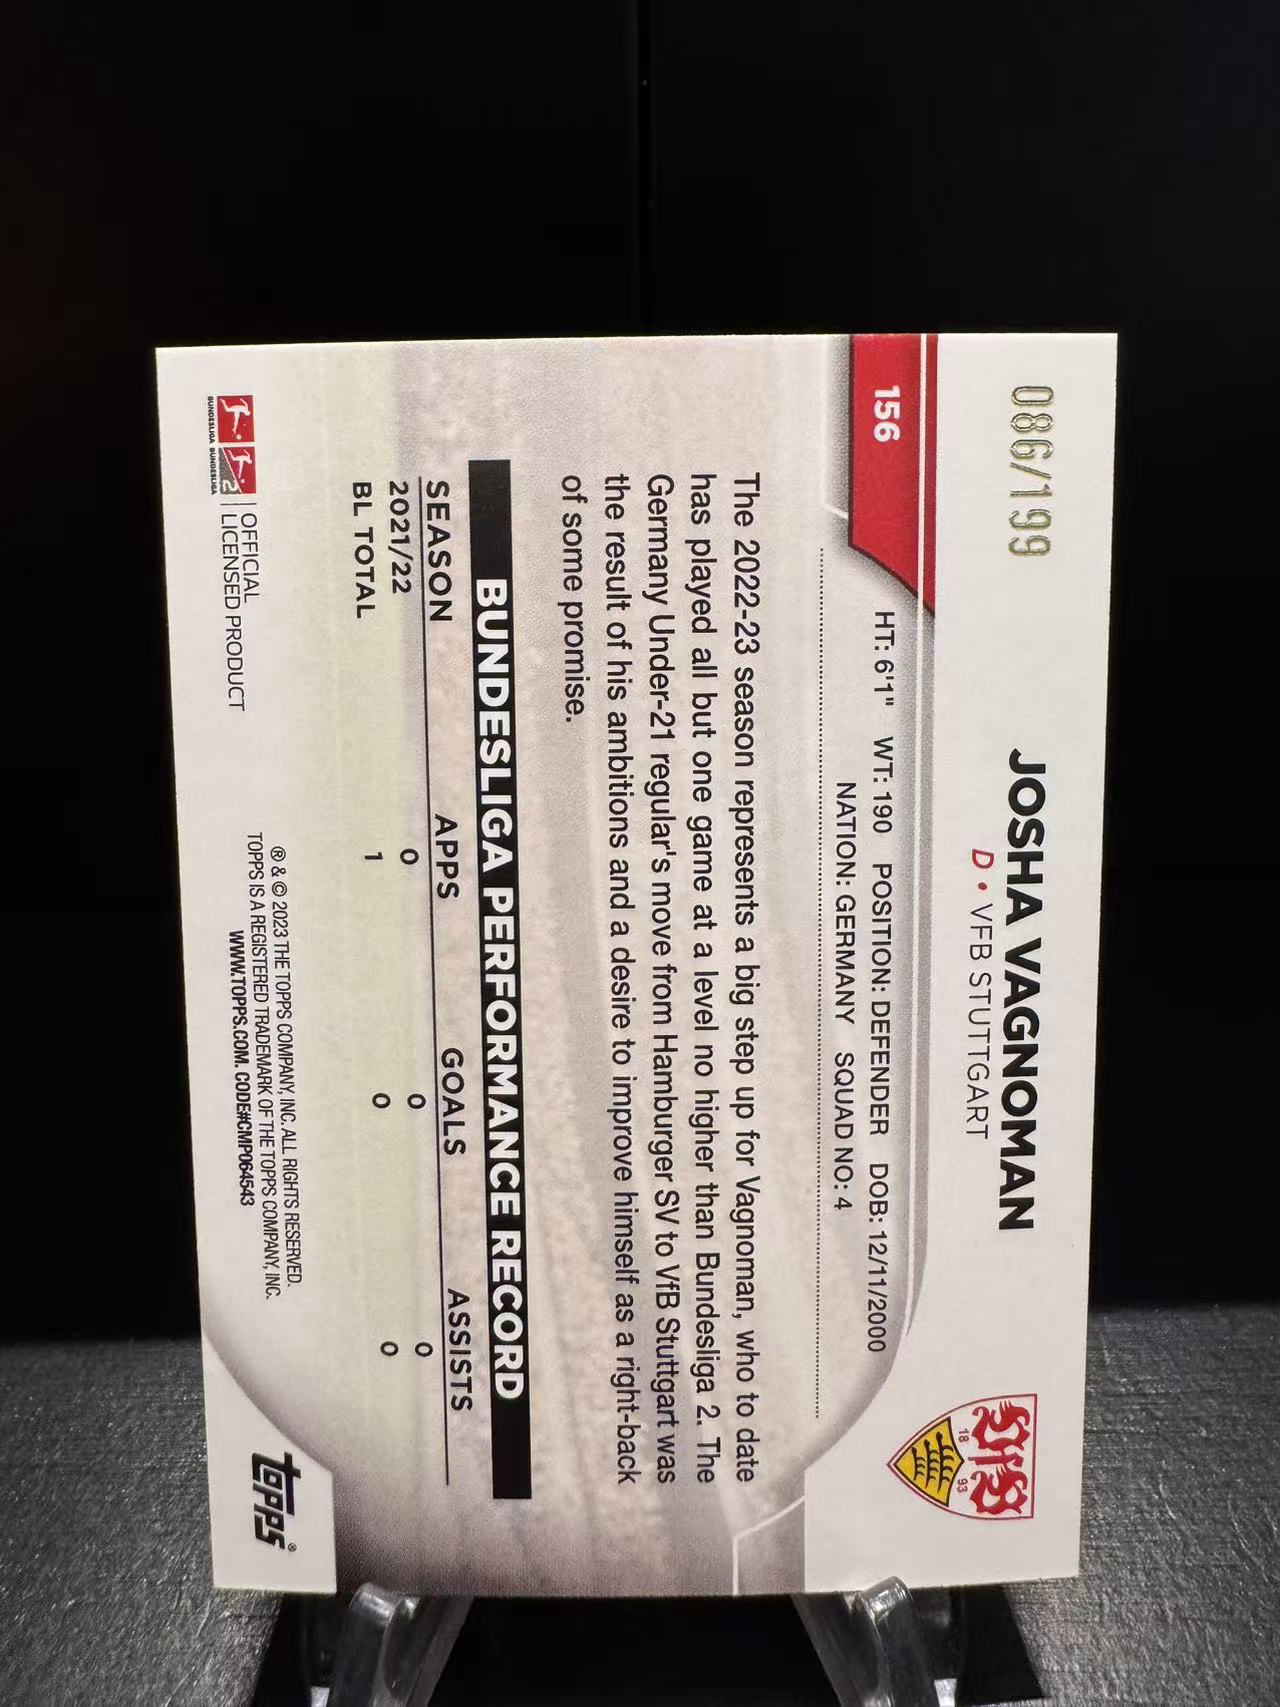 086/199
JOSHA VAGNOMAN
D • VFB STUTTGART
18 93
156
HT: 6'1" WT: 190 POSITION: DEFENDER DOB: 12/11/2000
NATION: GERMANY SQUAD NO: 4
The 2022-23 season represents a big step up for Vagnoman, who to date
has played all but one game at a level no higher than Bundesliga 2. The
Germany Under-21 regular's move from Hamburger SV to VfB Stuttgart was
the result of his ambitions and a desire to improve himself as a right-back
of some promise.
BUNDESLIGA PERFORMANCE RECORD
SEASON APPS GOALS ASSISTS
2021/22 0 0 0
BL TOTAL 1 0 0
BUNDESLIGA BUNDESLIGA
2
OFFICIAL
LICENSED PRODUCT
® & © 2023 THE TOPPS COMPANY, INC. ALL RIGHTS RESERVED.
TOPPS IS A REGISTERED TRADEMARK OF THE TOPPS COMPANY, INC.
WWW.TOPPS.COM. CODE#CMP064543
topps®